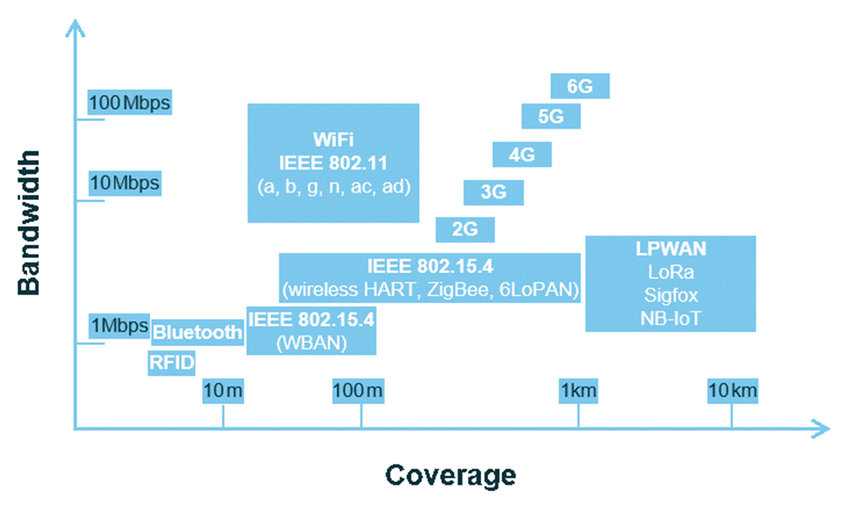 6G
100 Mbps
5G
WiFi
IEEE 802.11
(a, b, g, n, ac, ad)
4G
10 Mbps
3G
2G
Bandwidth
LPWAN
LoRa
Sigfox
NB-IoT
IEEE 802.15.4
(wireless HART, ZigBee, 6LoPAN)
1Mbps
Bluetooth
IEEE 802.15.4
(WBAN)
RFID
10 m
100 m
1km
10 km
Coverage